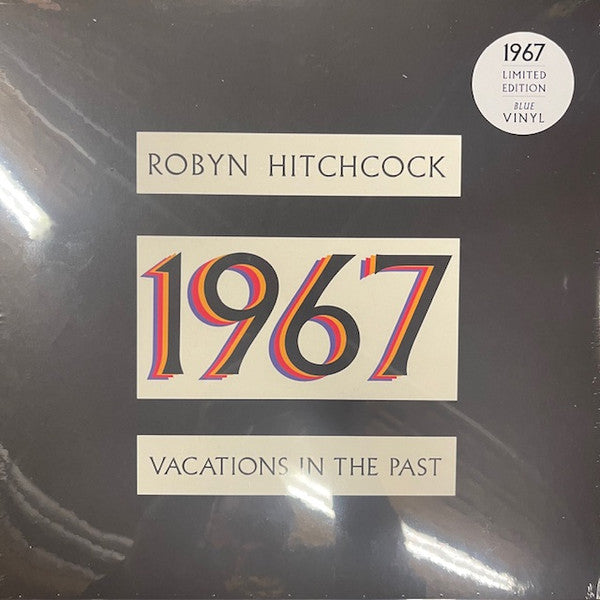 1967
LIMITED
EDITION
BLUE
VINYL
ROBYN HITCHCOCK
1967
VACATIONS IN THE PAST